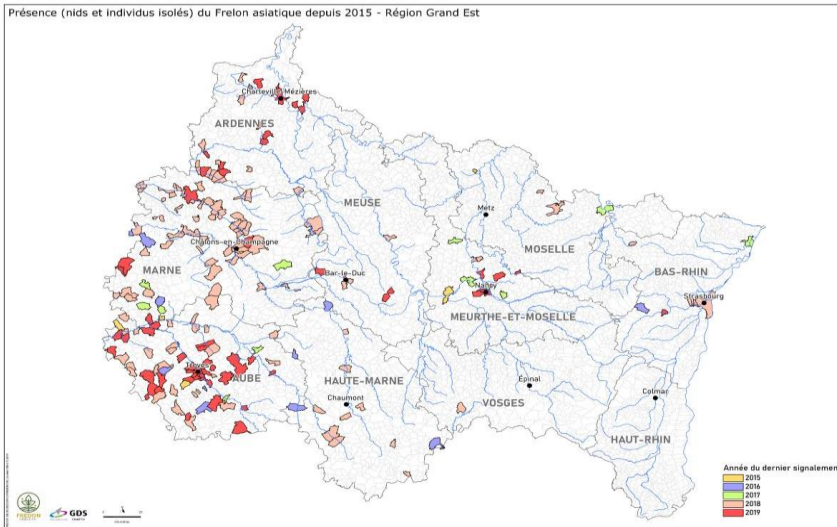 Présence (nids et individus isolés) du Frelon asiatique depuis 2015 - Région Grand Est
Charleville-Mézières
ARDENNES
MEUSE
Metz
MOSELLE
Châlons-en-Champagne
MARNE
Bar-le-Duc
BAS-RHIN
Nancy
Strasbourg
MEURTHE-ET-MOSELLE
Troyes
AUBE
HAUTE-MARNE
Épinal
Chaumont
VOSGES
Colmar
HAUT-RHIN
Année du dernier signalement
2015
2016
2017
2018
2019
FREDON
GDS